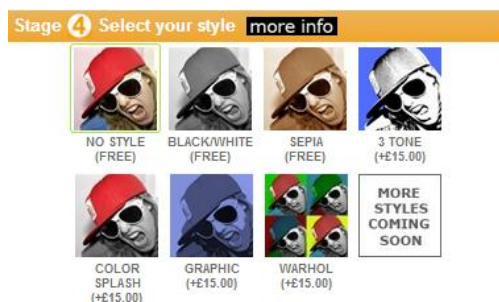 Stage 4 Select your style more info
NO STYLE
(FREE)
BLACK/WHITE
(FREE)
SEPIA
(FREE)
3 TONE
(+£15.00)
COLOR
SPLASH
(+£15.00)
GRAPHIC
(+£15.00)
WARHOL
(+£15.00)
MORE
STYLES
COMING
SOON